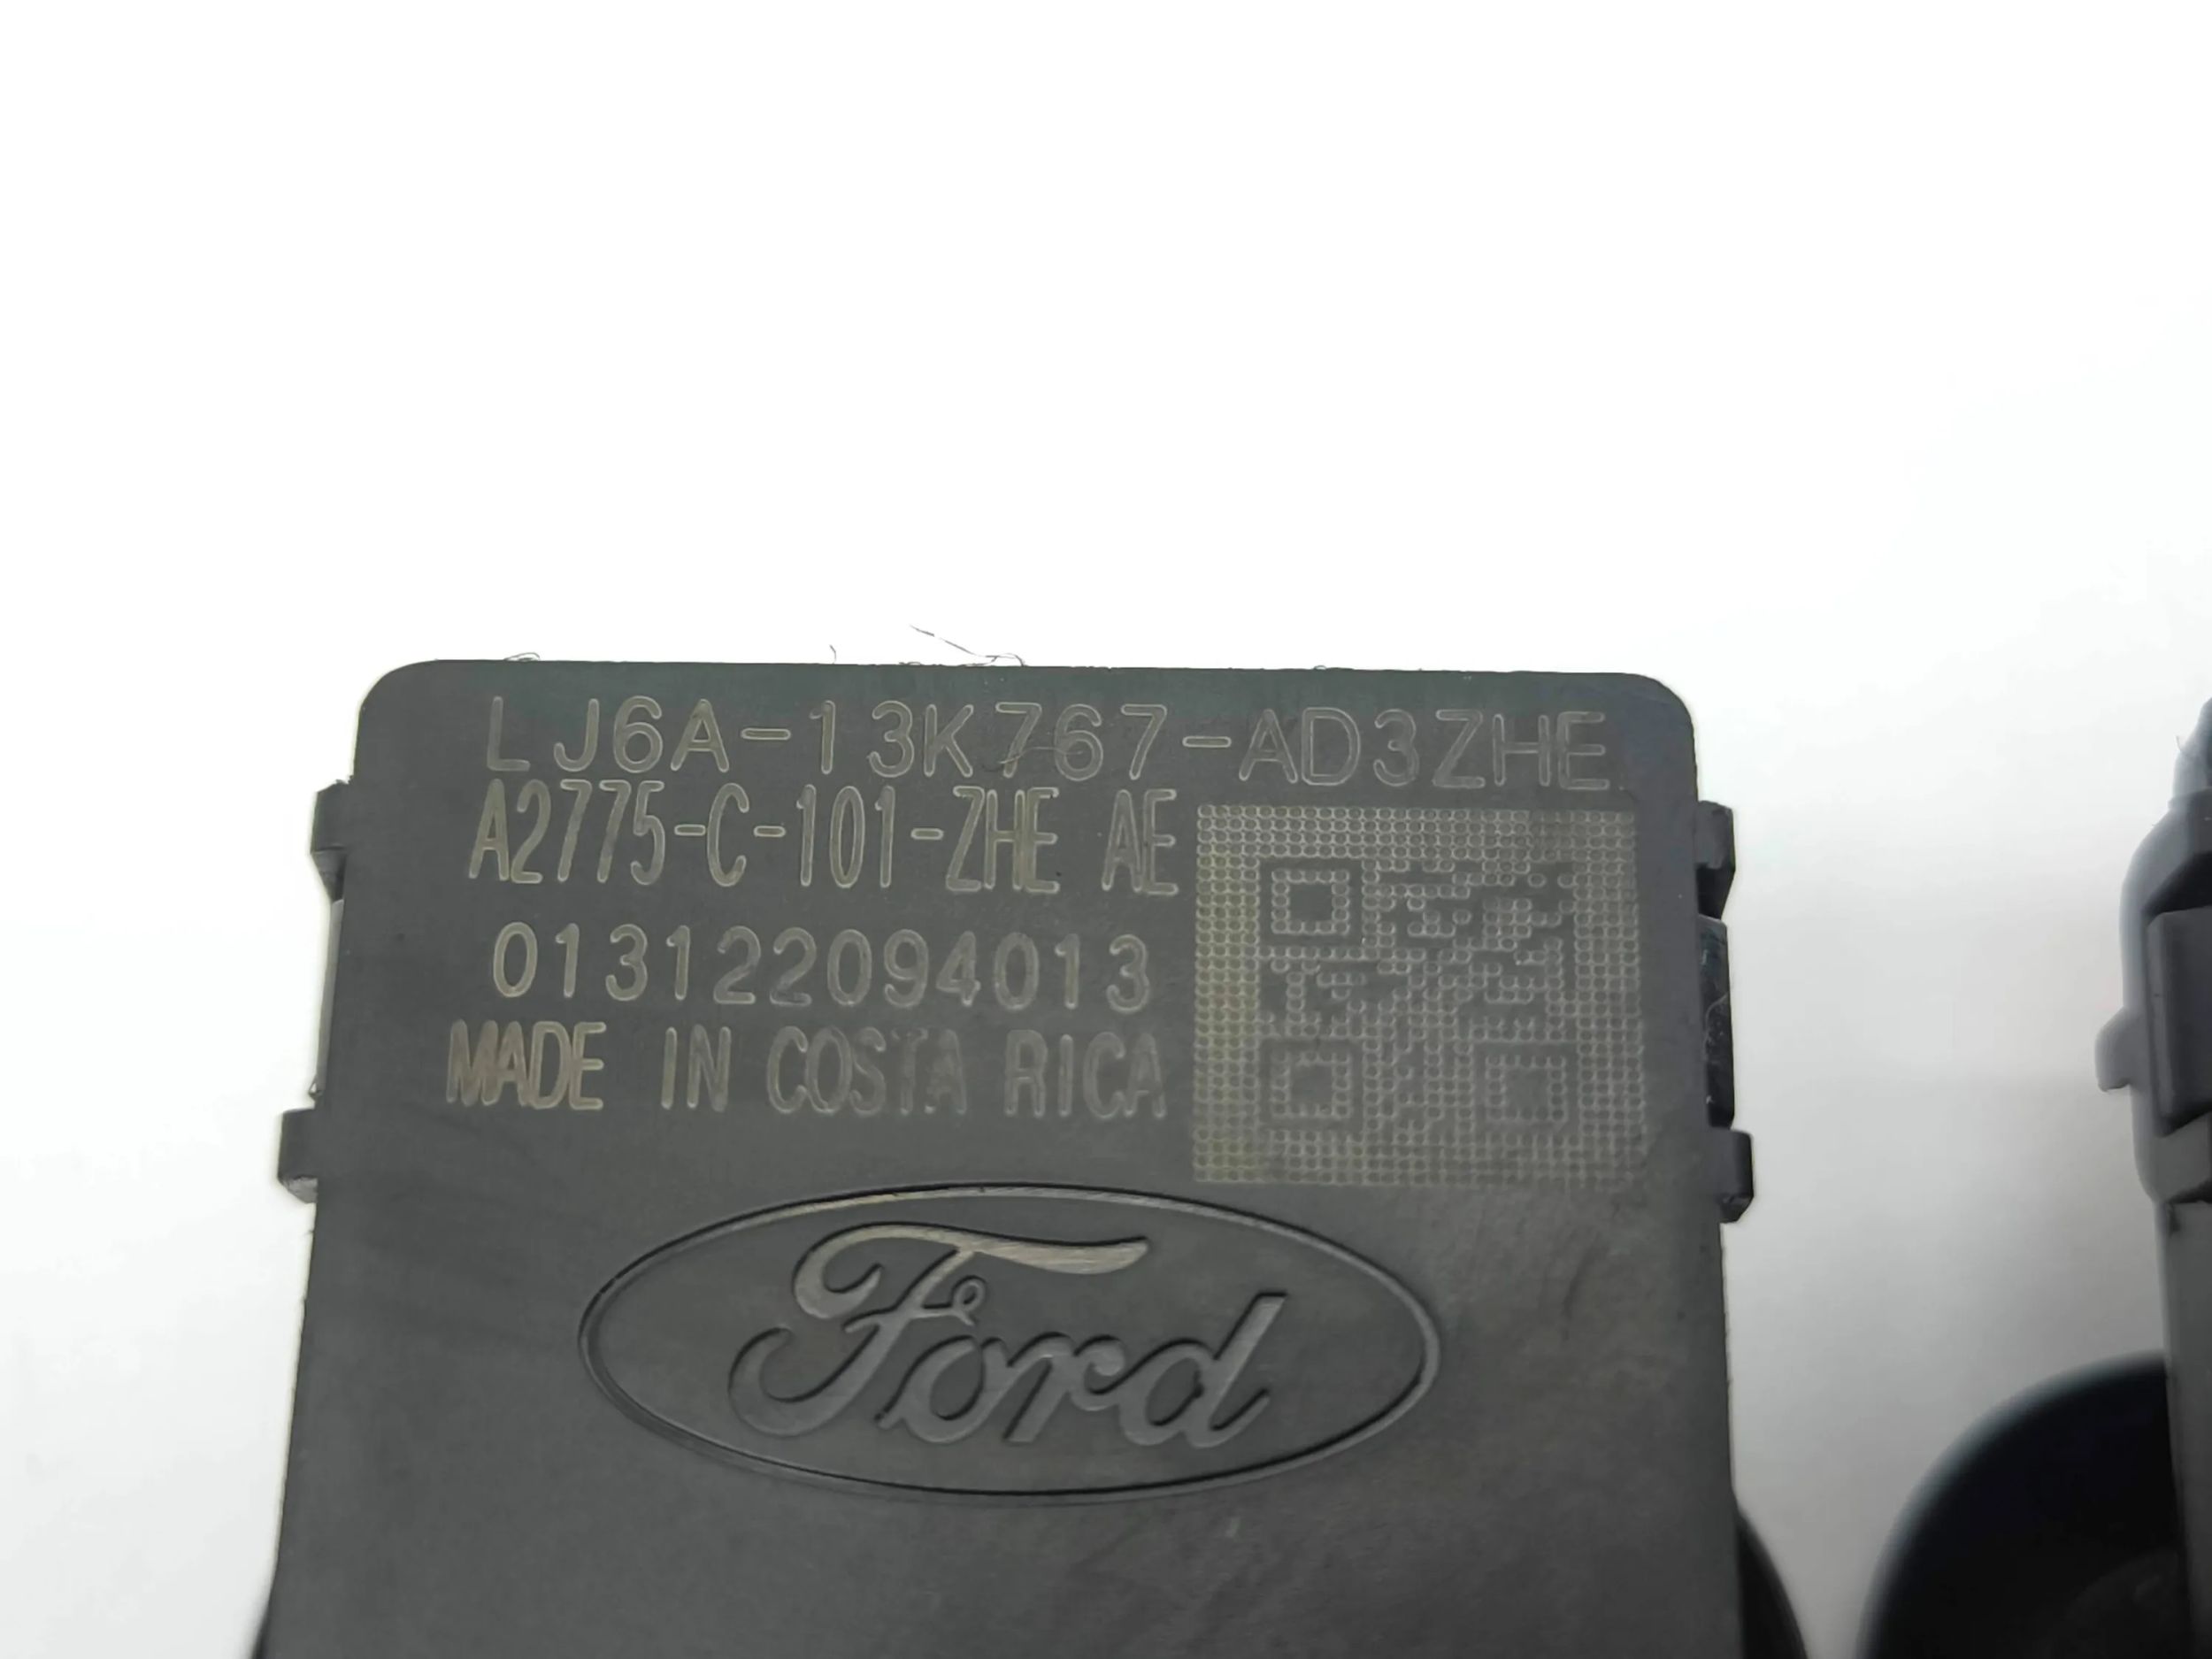 LJ6A-13K767-AD3ZHE
A2775-C-101-ZHE AE
013122094013
MADE IN COSTA RICA
Ford